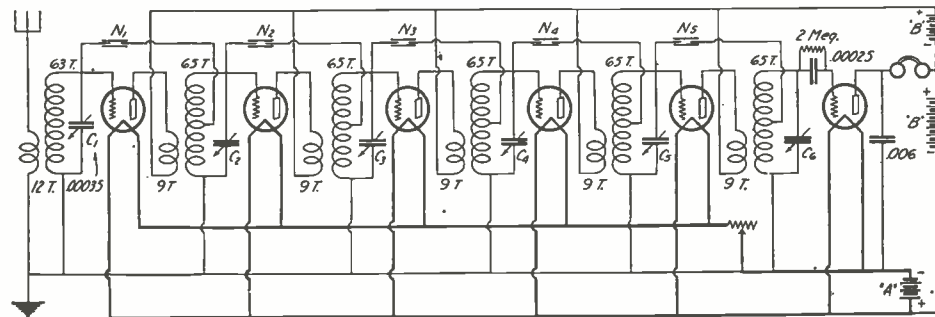 N1 N2 N3 N4 N5 + "B" -
2 Meg. .00025
63 T. 65 T. 65 T. 65 T. 65 T. 65 T. + "B" -
C1 C2 C3 C4 C5 C6 .006
12 T. .00035 9 T 9 T. 9 T. 9 T. 9 T.
- "A" +